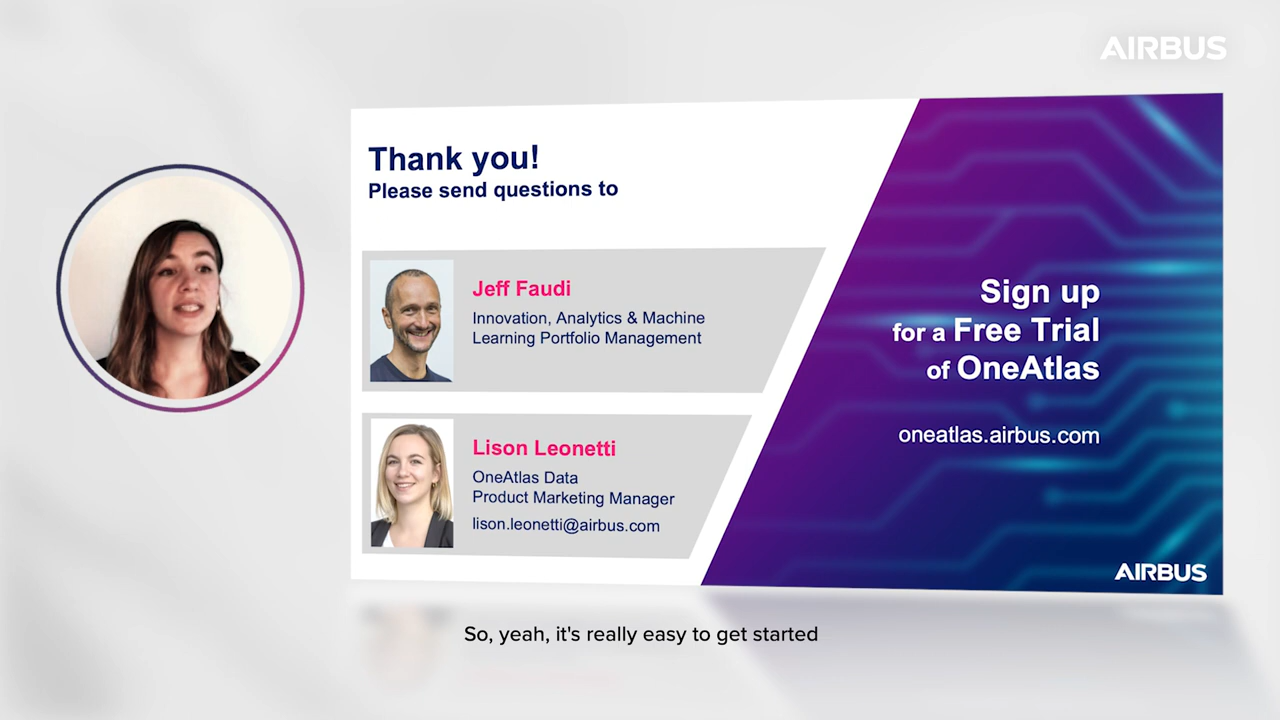 AIRBUS
Thank you!
Please send questions to
Jeff Faudi
Innovation, Analytics & Machine
Learning Portfolio Management
Lison Leonetti
OneAtlas Data
Product Marketing Manager
lison.leonetti@airbus.com
Sign up
for a Free Trial
of OneAtlas
oneatlas.airbus.com
AIRBUS
So, yeah, it's really easy to get started